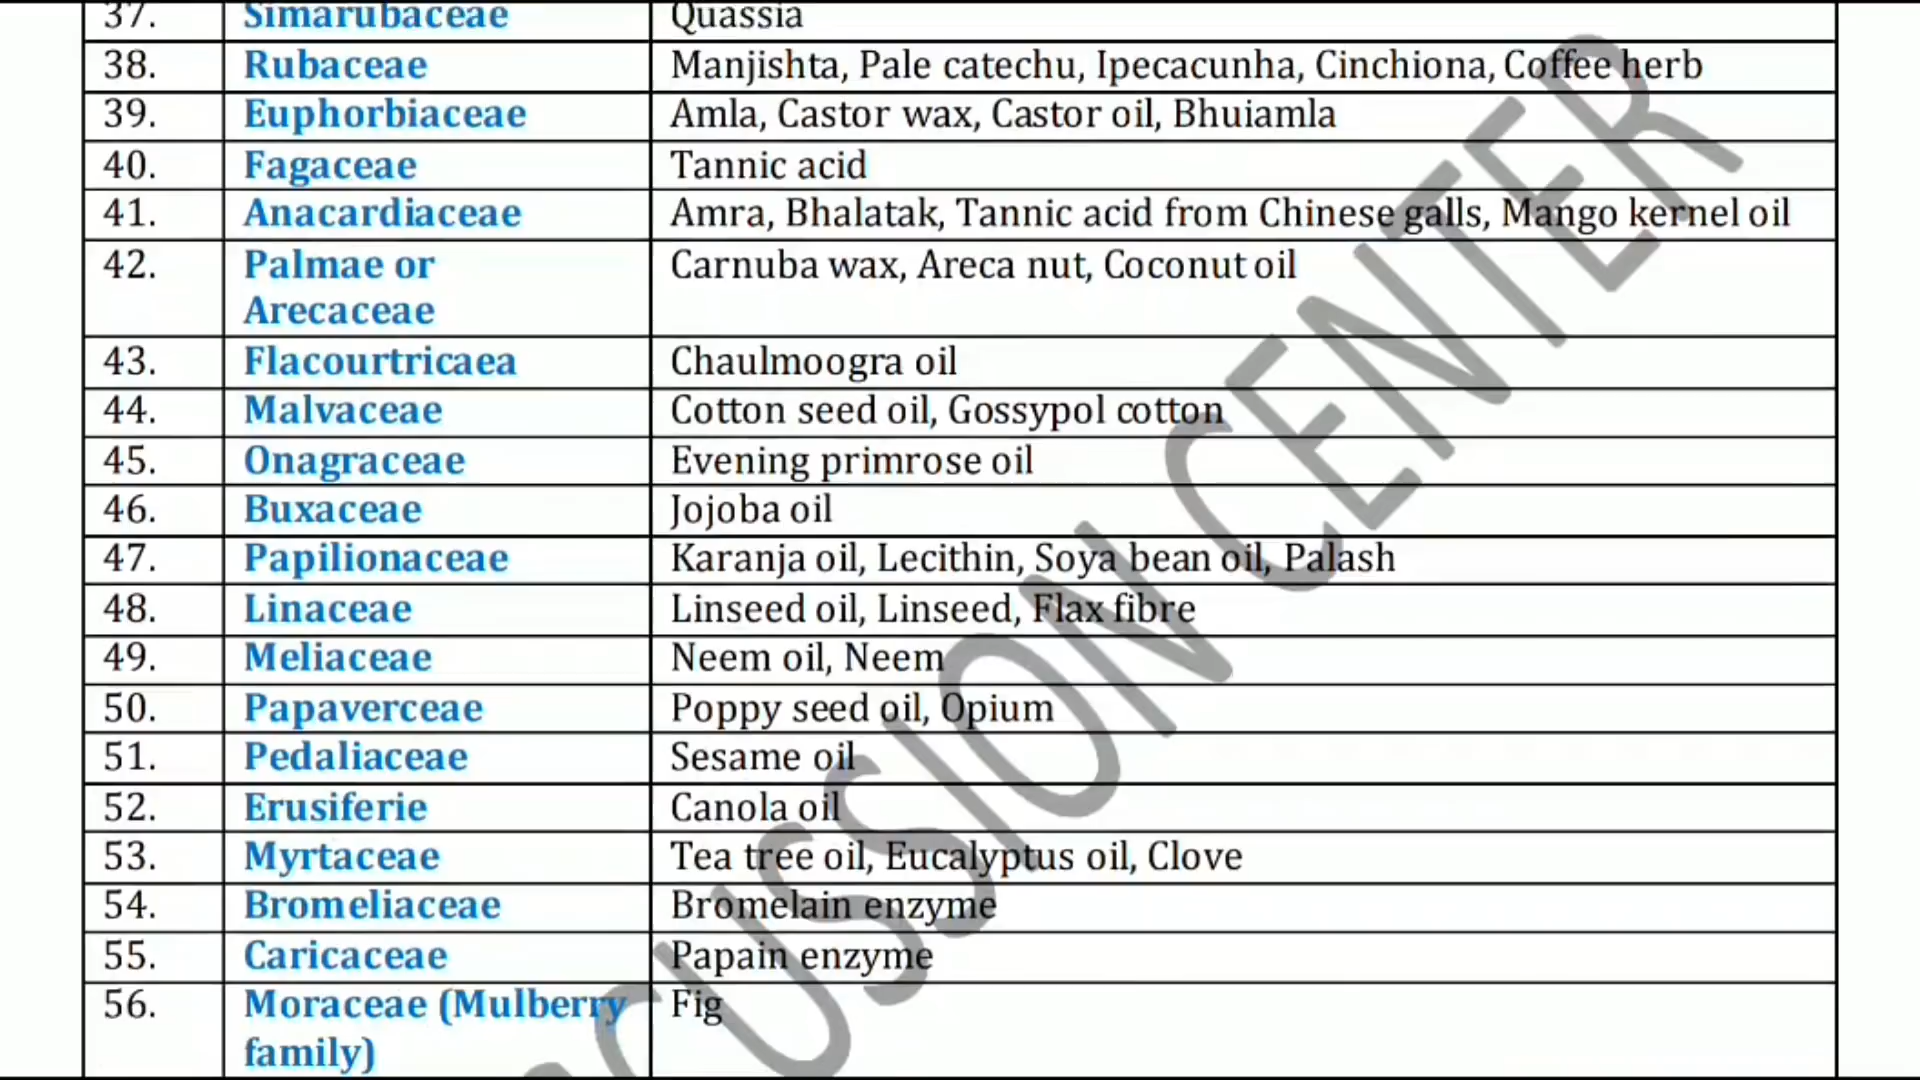 37. Simarubaceae Quassia
38. Rubaceae Manjishta, Pale catechu, Ipecacunha, Cinchiona, Coffee herb
39. Euphorbiaceae Amla, Castor wax, Castor oil, Bhuiamla
40. Fagaceae Tannic acid
41. Anacardiaceae Amra, Bhalatak, Tannic acid from Chinese galls, Mango kernel oil
42. Palmae or Carnuba wax, Areca nut, Coconut oil
Arecaceae
43. Flacourtricaea Chaulmoogra oil
44. Malvaceae Cotton seed oil, Gossypol cotton
45. Onagraceae Evening primrose oil
46. Buxaceae Jojoba oil
47. Papilionaceae Karanja oil, Lecithin, Soya bean oil, Palash
48. Linaceae Linseed oil, Linseed, Flax fibre
49. Meliaceae Neem oil, Neem
50. Papaverceae Poppy seed oil, Opium
51. Pedaliaceae Sesame oil
52. Erusiferie Canola oil
53. Myrtaceae Tea tree oil, Eucalyptus oil, Clove
54. Bromeliaceae Bromelain enzyme
55. Caricaceae Papain enzyme
56. Moraceae (Mulberry Fig
family)
CUSSION CENTER